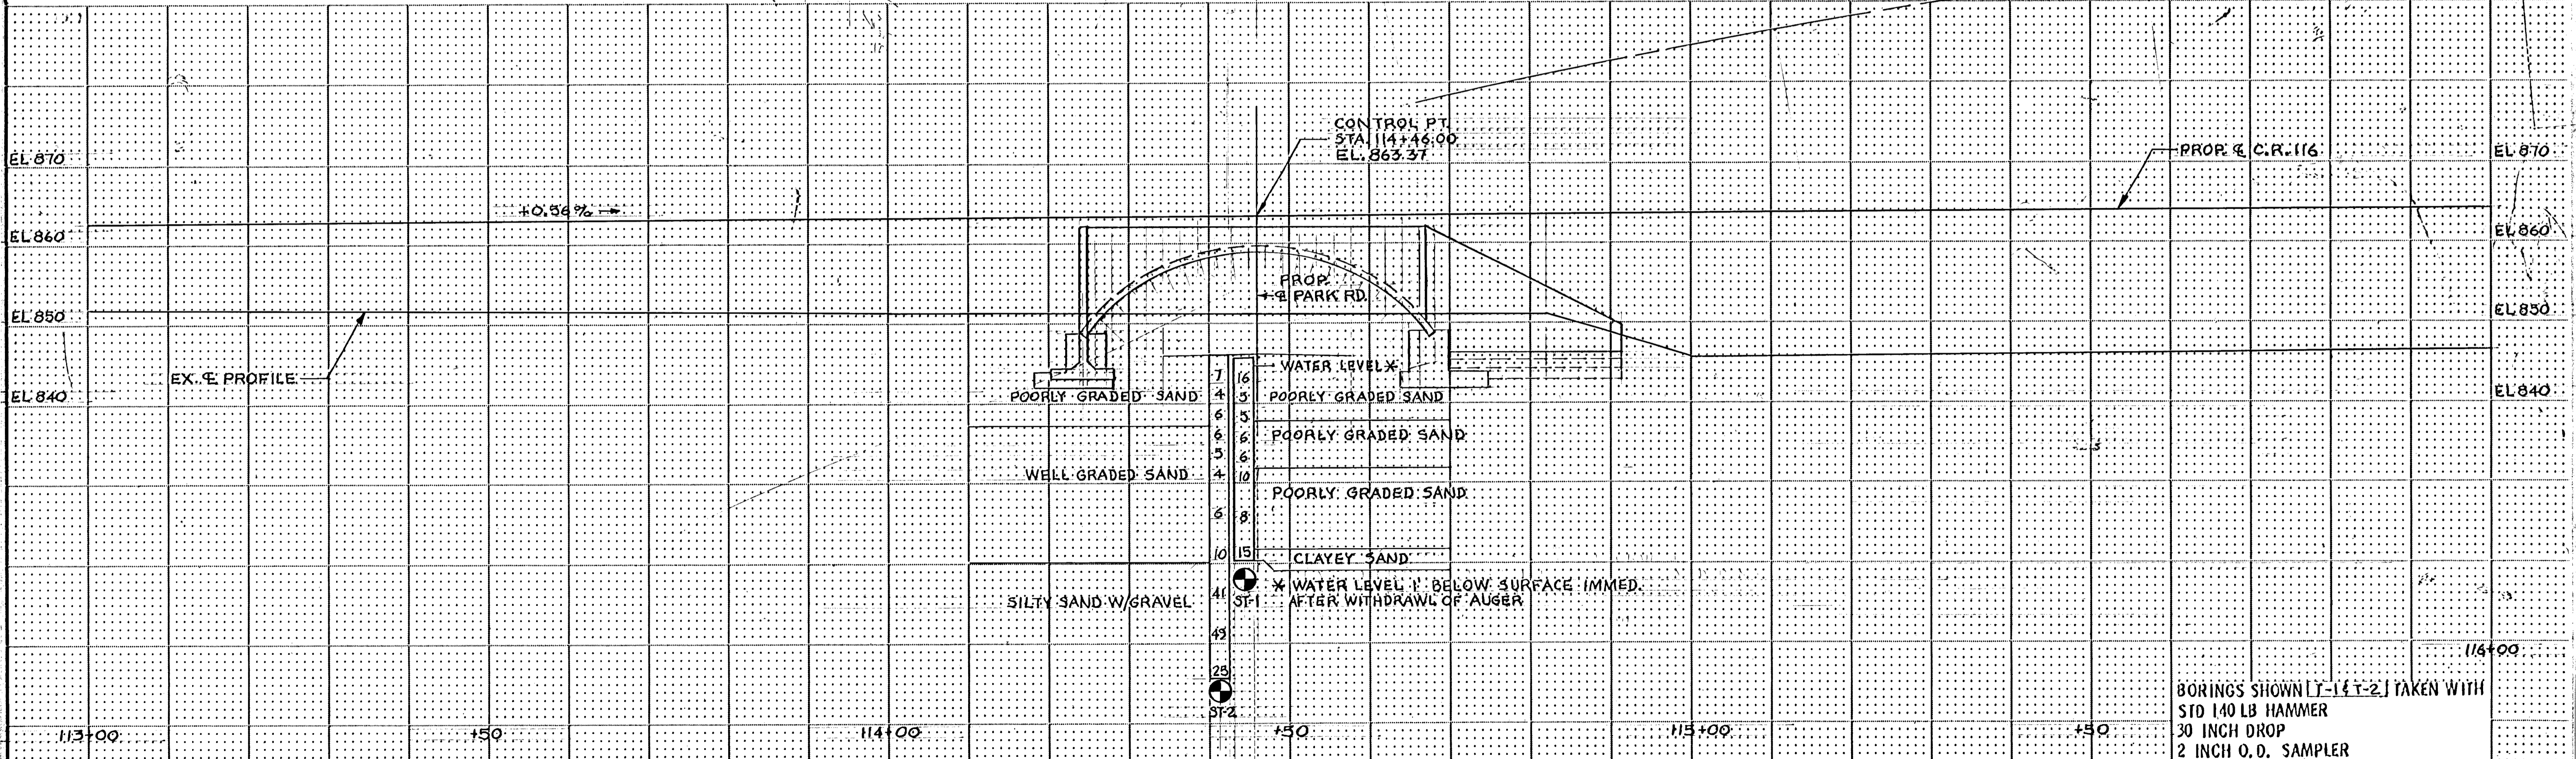 CONTROL PT.
STA. 114+46.00
EL. 863.37
EL 870
PROP. ℄ C.R. 116
EL 870
+0.56%
EL 860
EL 860
PROP.
℄ PARK RD.
EL 850
EL 850
EX. ℄ PROFILE
WATER LEVEL *
7
16
EL 840
POORLY GRADED SAND
4
5
POORLY GRADED SAND
EL 840
6
5
6
6
POORLY GRADED SAND
5
6
WELL GRADED SAND
4
10
POORLY GRADED SAND
6
8
10
15
CLAYEY SAND
* WATER LEVEL 1' BELOW SURFACE IMMED.
AFTER WITHDRAWL OF AUGER
41
ST-1
SILTY SAND W/GRAVEL
49
25
ST-2
116+00
113+00
+50
114+00
+50
115+00
+50
BORINGS SHOWN [T-1 & T-2] TAKEN WITH
STD 140 LB HAMMER
30 INCH DROP
2 INCH O.D. SAMPLER